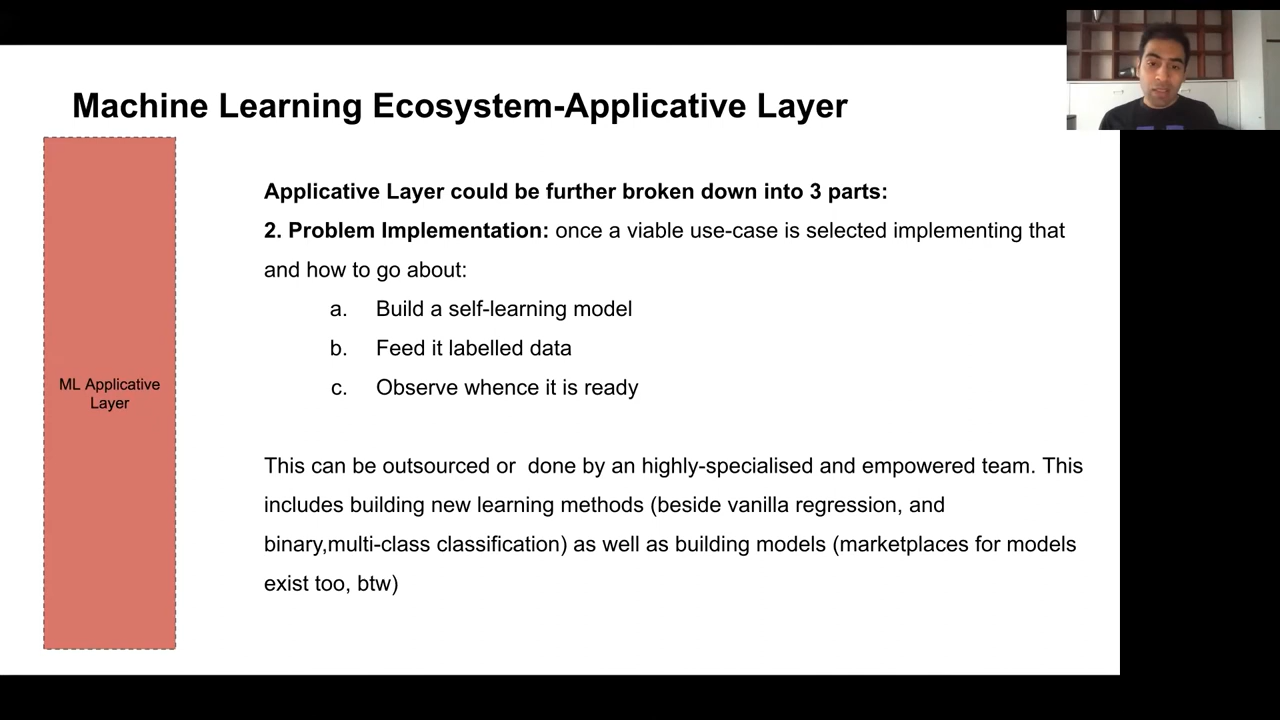 Machine Learning Ecosystem-Applicative Layer
ML Applicative
Layer
Applicative Layer could be further broken down into 3 parts:
2. Problem Implementation: once a viable use-case is selected implementing that
and how to go about:
a. Build a self-learning model
b. Feed it labelled data
c. Observe whence it is ready
This can be outsourced or  done by an highly-specialised and empowered team. This
includes building new learning methods (beside vanilla regression, and
binary,multi-class classification) as well as building models (marketplaces for models
exist too, btw)